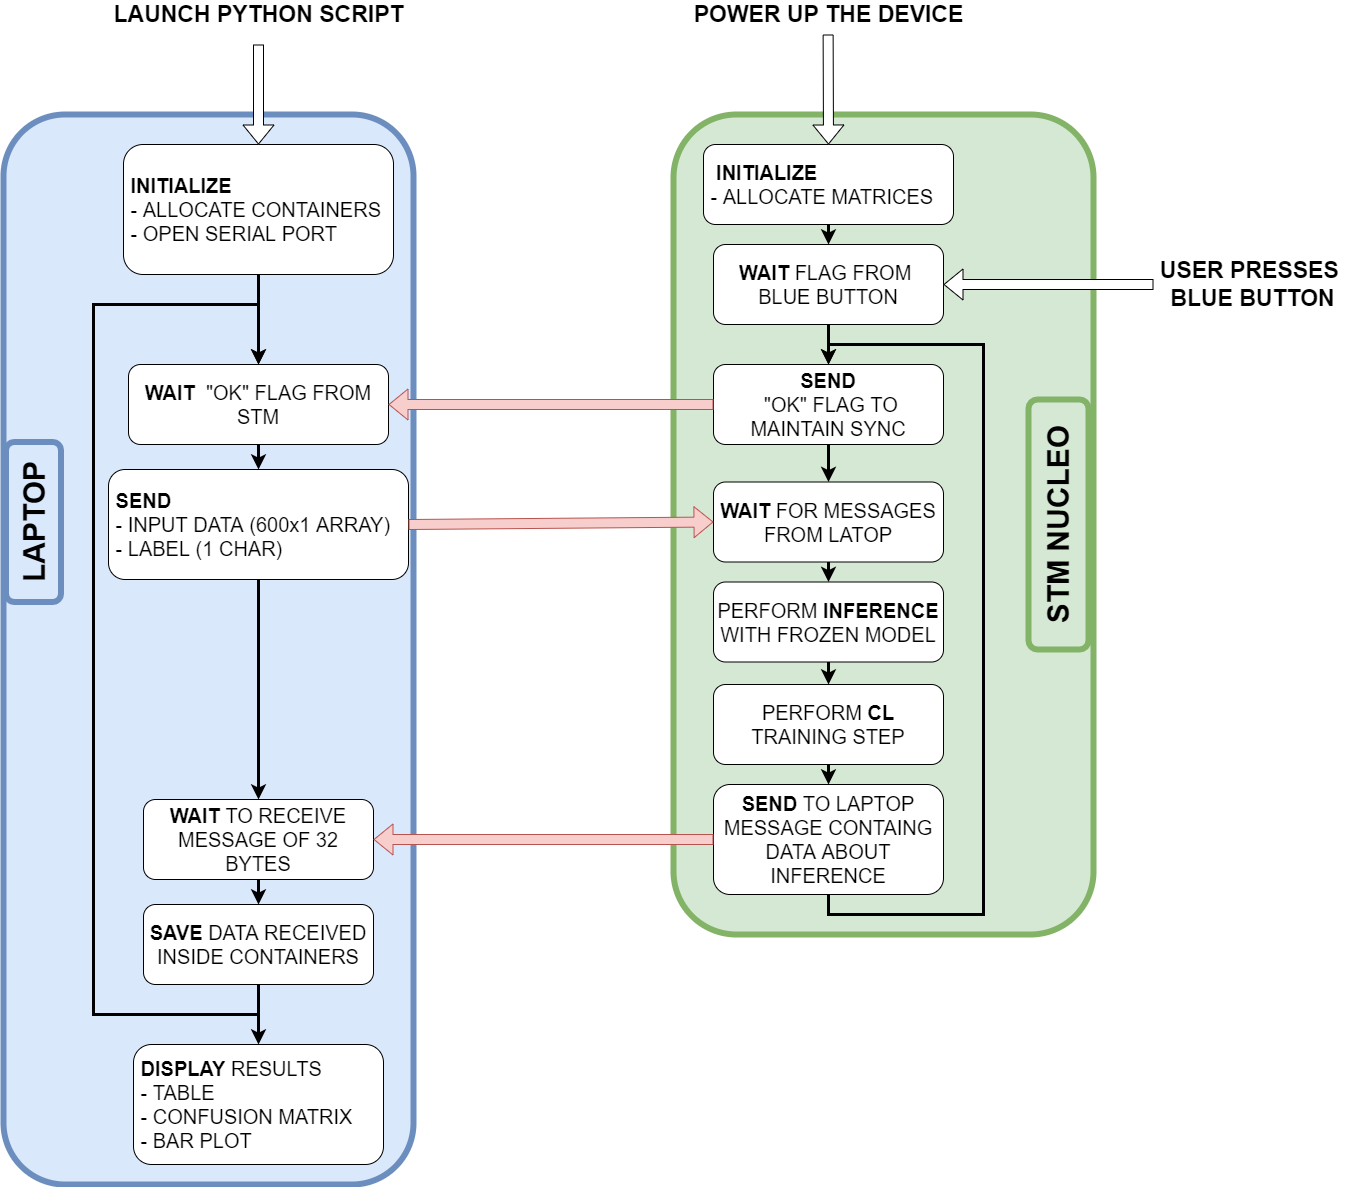 LAUNCH PYTHON SCRIPT
POWER UP THE DEVICE
INITIALIZE
- ALLOCATE CONTAINERS
- OPEN SERIAL PORT
WAIT  "OK" FLAG FROM
STM
SEND
- INPUT DATA (600x1 ARRAY)
- LABEL (1 CHAR)
WAIT TO RECEIVE
MESSAGE OF 32
BYTES
SAVE DATA RECEIVED
INSIDE CONTAINERS
DISPLAY RESULTS
- TABLE
- CONFUSION MATRIX
- BAR PLOT
LAPTOP
INITIALIZE
- ALLOCATE MATRICES
WAIT FLAG FROM
BLUE BUTTON
USER PRESSES
BLUE BUTTON
SEND
"OK" FLAG TO
MAINTAIN SYNC
WAIT FOR MESSAGES
FROM LATOP
PERFORM INFERENCE
WITH FROZEN MODEL
PERFORM CL
TRAINING STEP
SEND TO LAPTOP
MESSAGE CONTAING
DATA ABOUT
INFERENCE
STM NUCLEO